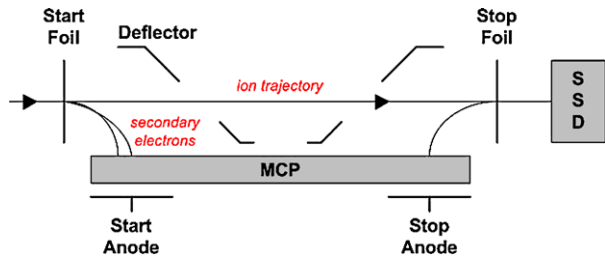 Start
Foil
Deflector
Stop
Foil
ion trajectory
secondary
electrons
S
S
D
MCP
Start
Anode
Stop
Anode